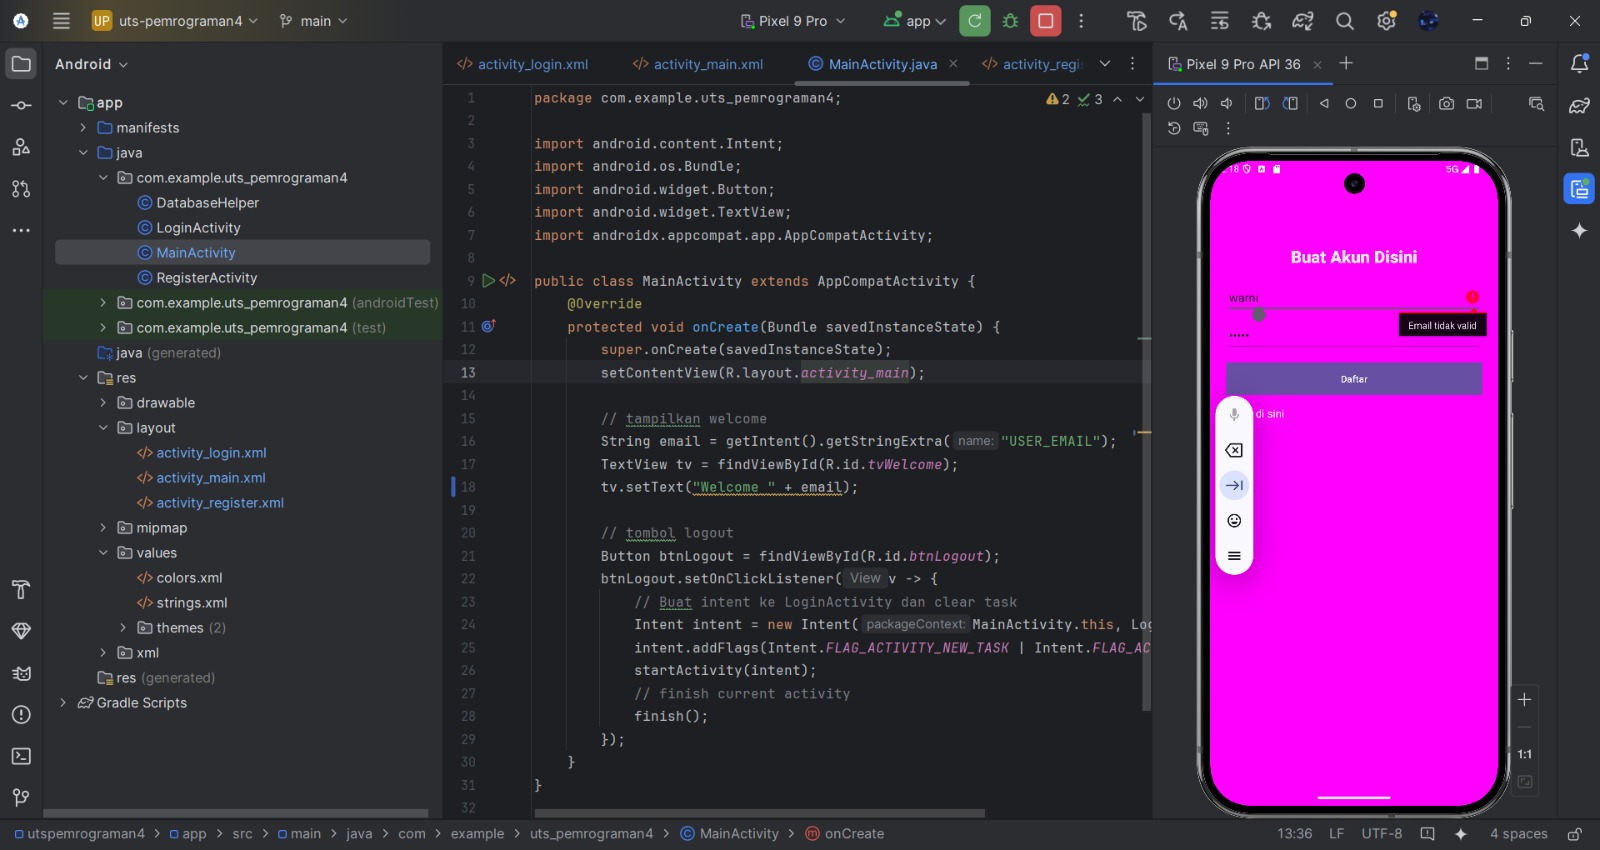 UP uts-pemrograman4 main Pixel 9 Pro app
Android
app
manifests
java
com.example.uts_pemrograman4
DatabaseHelper
LoginActivity
MainActivity
RegisterActivity
com.example.uts_pemrograman4 (androidTest)
com.example.uts_pemrograman4 (test)
java (generated)
res
drawable
layout
activity_login.xml
activity_main.xml
activity_register.xml
mipmap
values
colors.xml
strings.xml
themes (2)
xml
res (generated)
Gradle Scripts
activity_login.xml activity_main.xml MainActivity.java activity_regi
2 3
1 package com.example.uts_pemrograman4;
2
3 import android.content.Intent;
4 import android.os.Bundle;
5 import android.widget.Button;
6 import android.widget.TextView;
7 import androidx.appcompat.app.AppCompatActivity;
8
9 public class MainActivity extends AppCompatActivity {
10 @Override
11 protected void onCreate(Bundle savedInstanceState) {
12 super.onCreate(savedInstanceState);
13 setContentView(R.layout.activity_main);
14
15 // tampilkan welcome
16 String email = getIntent().getStringExtra( name: "USER_EMAIL");
17 TextView tv = findViewById(R.id.tvWelcome);
18 tv.setText("Welcome " + email);
19
20 // tombol logout
21 Button btnLogout = findViewById(R.id.btnLogout);
22 btnLogout.setOnClickListener( View v -> {
23 // Buat intent ke LoginActivity dan clear task
24 Intent intent = new Intent( packageContext: MainActivity.this, Log
25 intent.addFlags(Intent.FLAG_ACTIVITY_NEW_TASK | Intent.FLAG_AC
26 startActivity(intent);
27 // finish current activity
28 finish();
29 });
30 }
31 }
32
Pixel 9 Pro API 36
:18 5G
Buat Akun Disini
warni
Email tidak valid
•••••
Daftar
di sini
1:1
utspemrograman4 > app > src > main > java > com > example > uts_pemrograman4 > MainActivity > onCreate
13:36 LF UTF-8 4 spaces